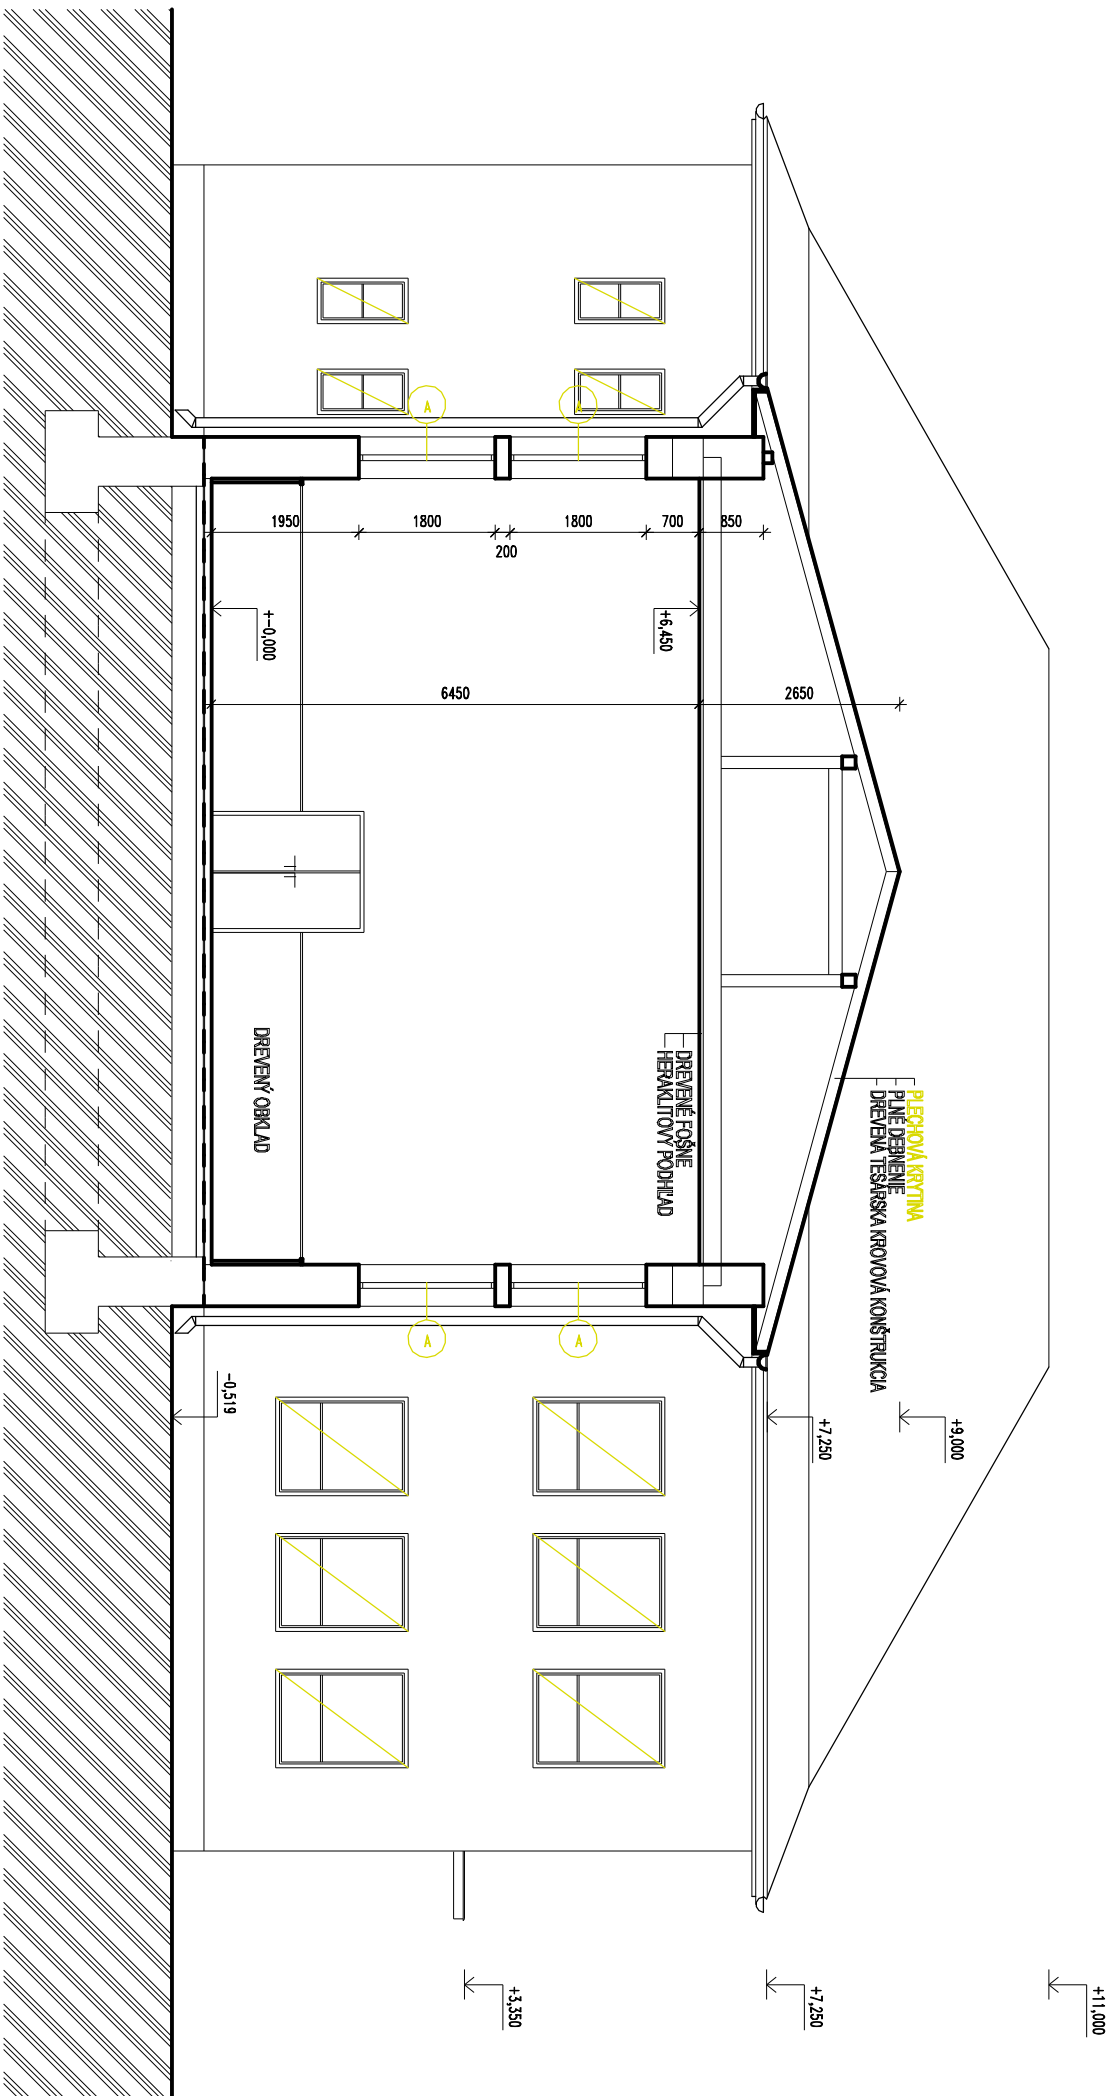 +11,000
+9,000
+7,250
+7,250
+3,350
-0,519
PLECHOVÁ KRYTINA
PLNÉ DEBNENIE
DREVENÁ TESÁRSKA KROVOVÁ KONŠTRUKCIA
DREVENÉ FOŠNE
HERAKLITOVÝ PODHĽAD
DREVENÝ OBKLAD
+6,450
+-0,000
2650
6450
850
700
1800
200
1800
1950
A
A
A
A